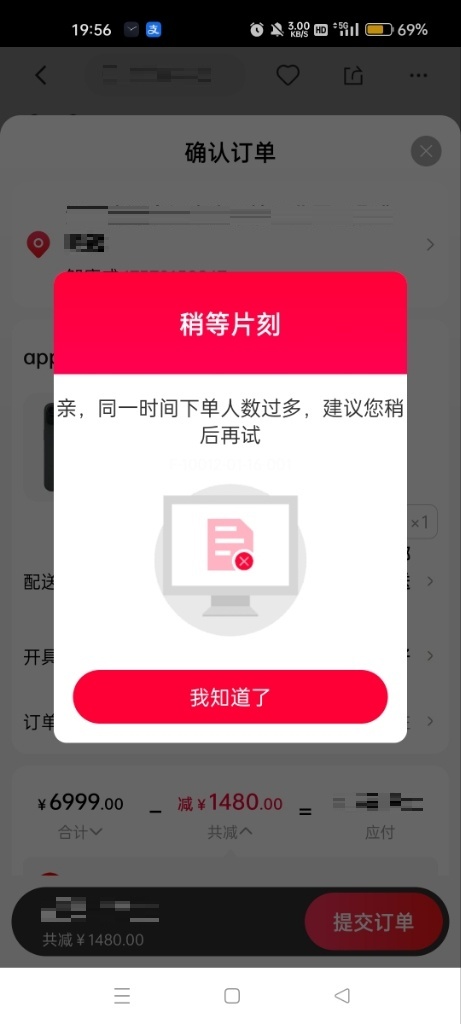 19:56
3.00
KB/S
HD
5G
69%
确认订单
稍等片刻
app
亲，同一时间下单人数过多，建议您稍
后再试
×1
配送
开具
我知道了
订单
¥6999.00
－
减¥1480.00
=
合计
共减
应付
共减¥1480.00
提交订单